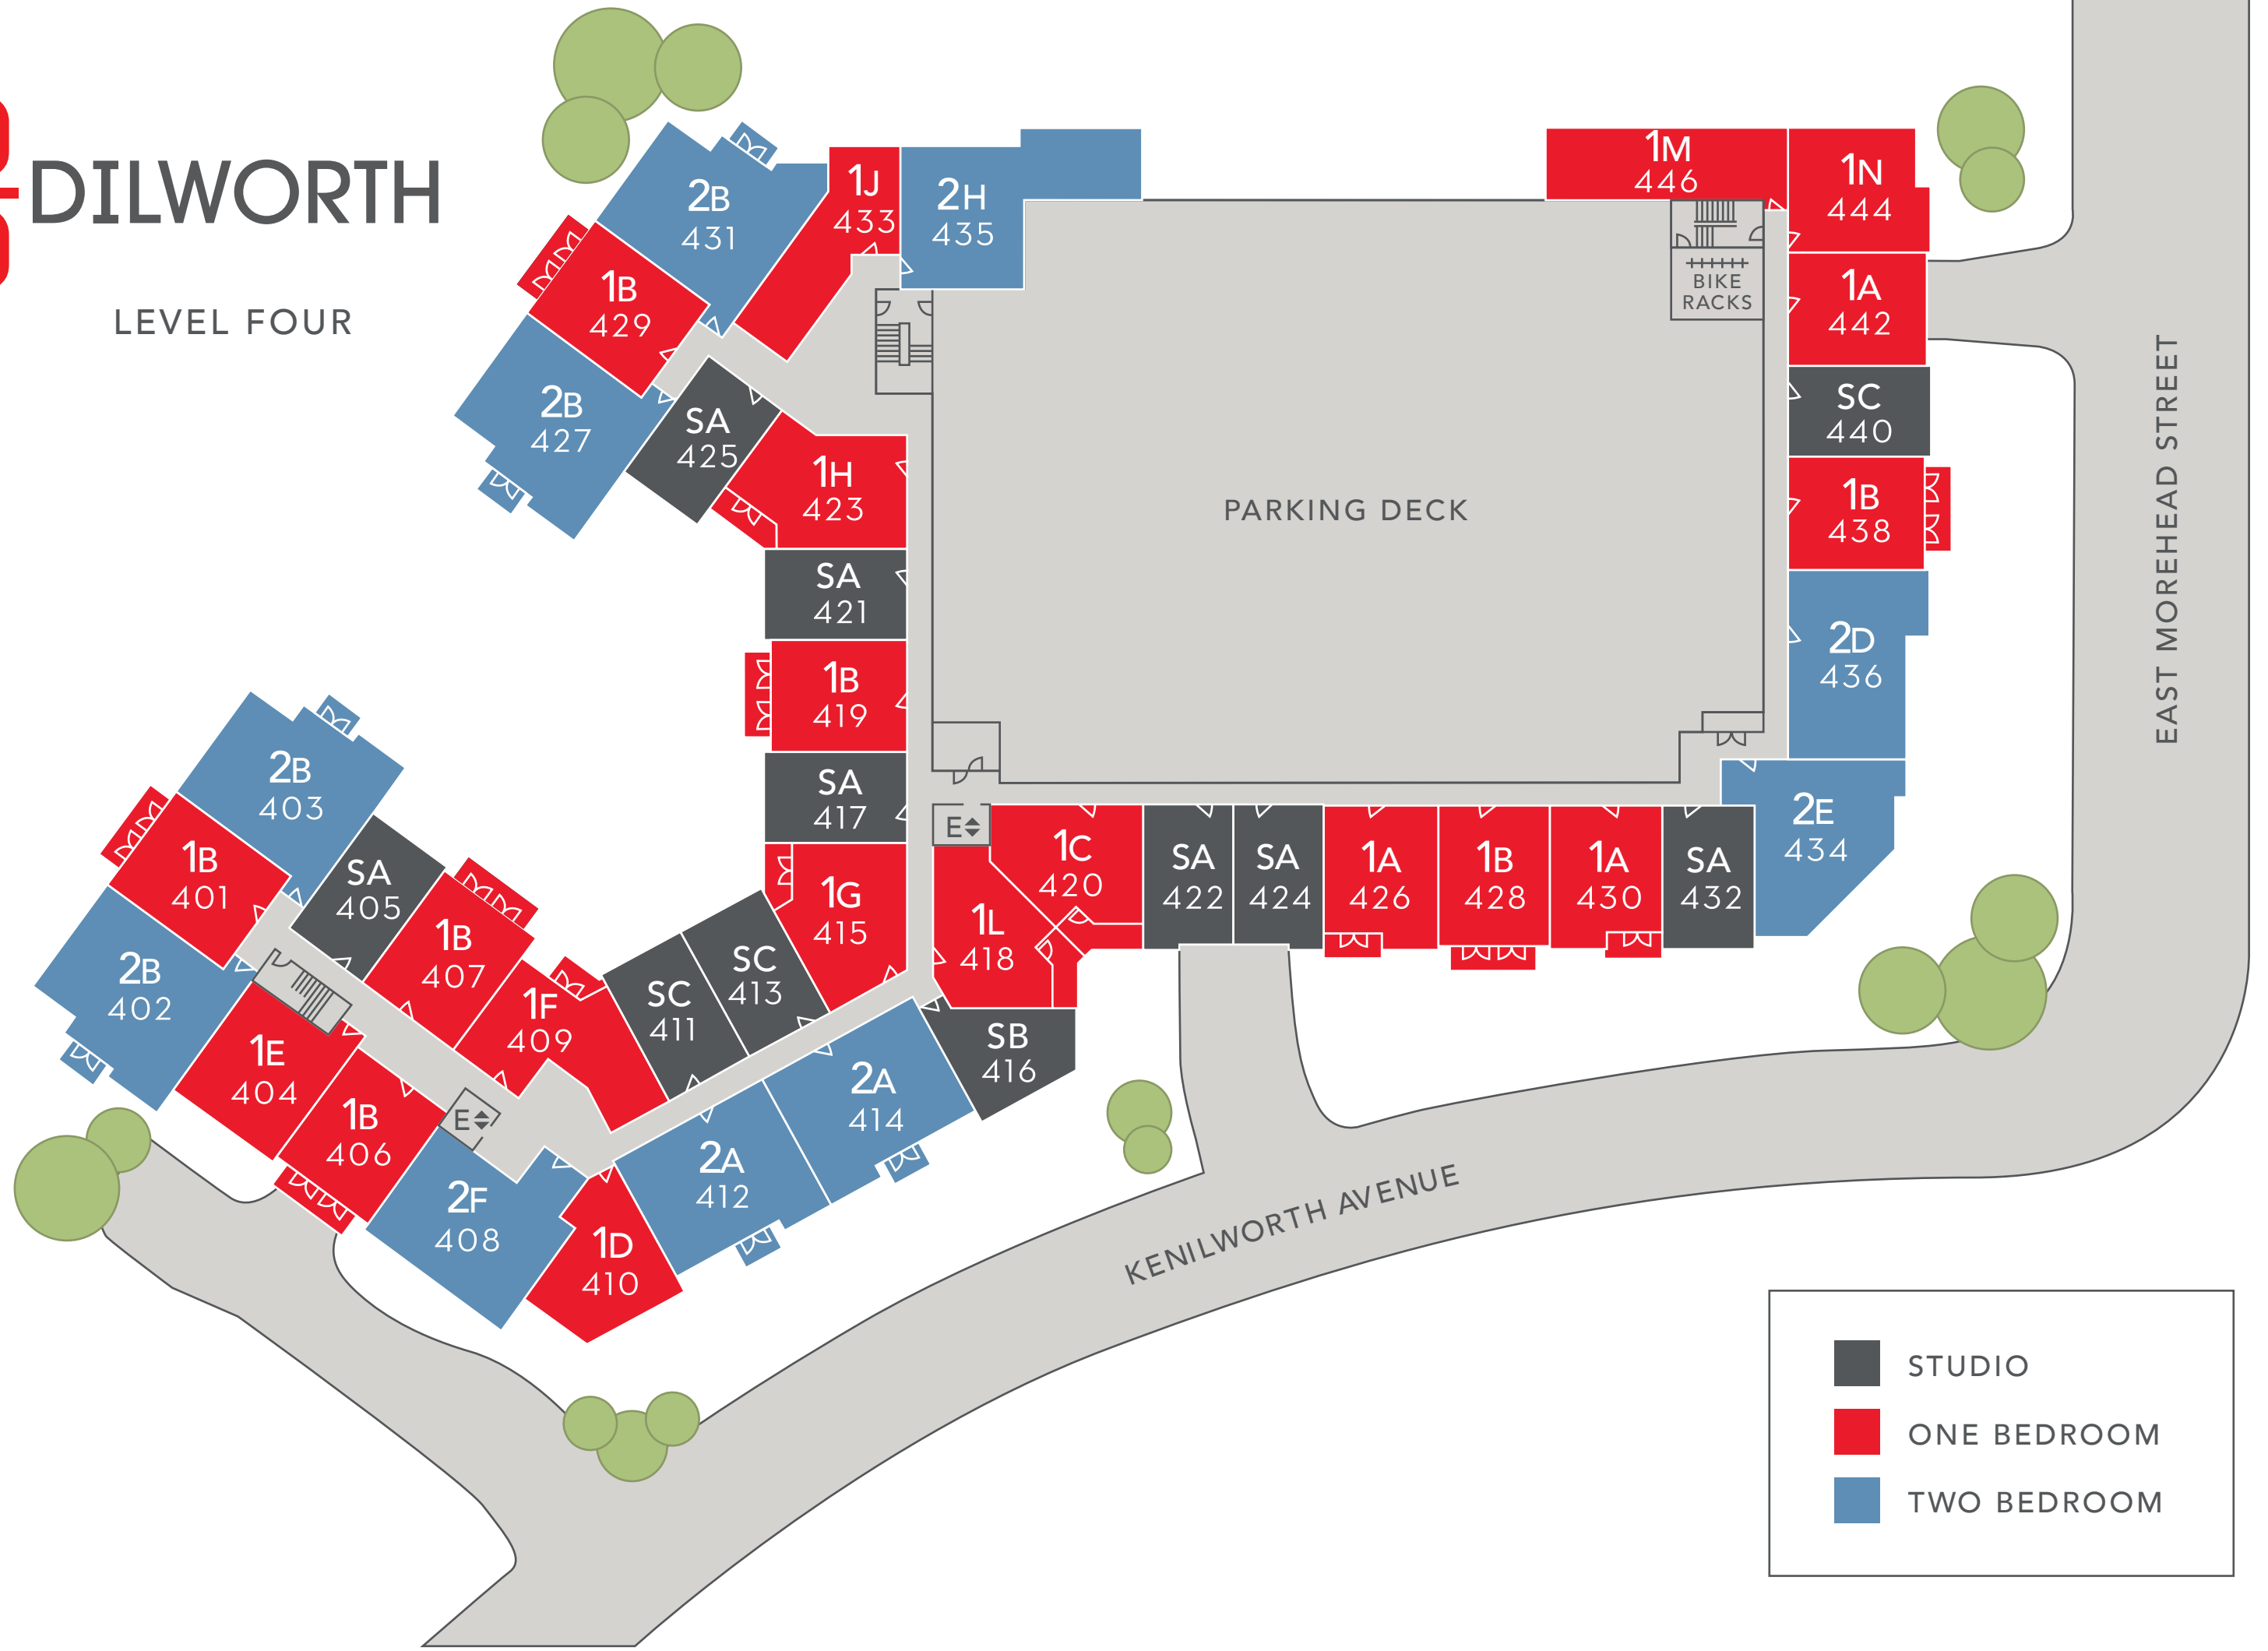 DILWORTH
LEVEL FOUR
2B
431
1J
433
2H
435
1M
446
1N
444
1B
429
BIKE
RACKS
1A
442
2B
427
SA
425
SC
440
1H
423
PARKING DECK
1B
438
EAST MOREHEAD STREET
SA
421
2D
436
1B
419
2B
403
SA
417
E
1C
420
SA
422
SA
424
1A
426
1B
428
1A
430
SA
432
2E
434
1B
401
SA
405
1G
415
1L
418
1B
407
2B
402
SC
413
SC
411
1F
409
SB
416
1E
404
2A
414
1B
406
E
2A
412
2F
408
1D
410
KENILWORTH AVENUE
STUDIO
ONE BEDROOM
TWO BEDROOM